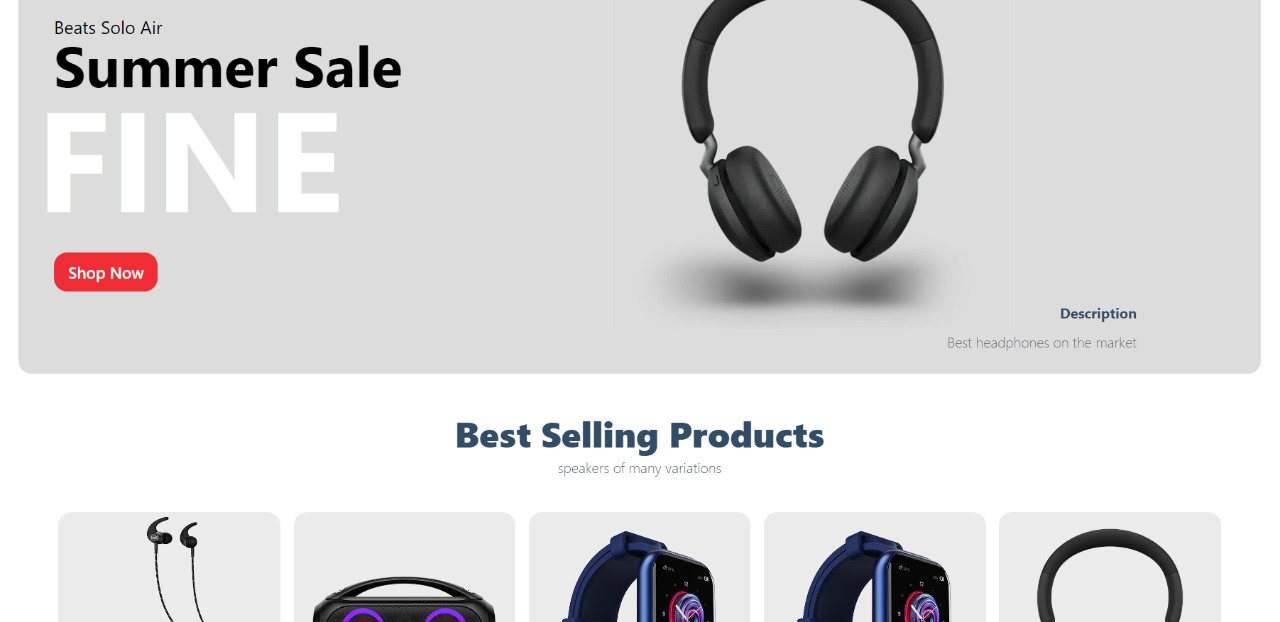 Beats Solo Air
Summer Sale
FINE
Shop Now
Description
Best headphones on the market
Best Selling Products
speakers of many variations